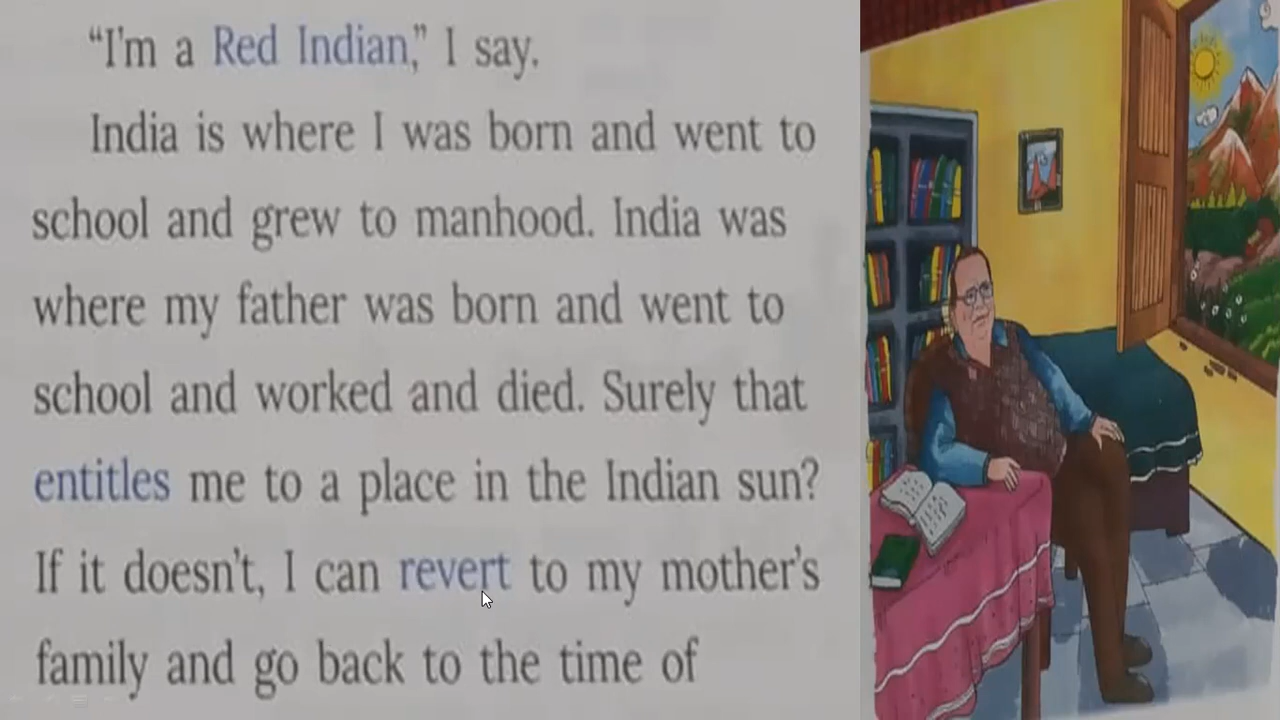 “I'm a Red Indian,” I say.
India is where I was born and went to
school and grew to manhood. India was
where my father was born and went to
school and worked and died. Surely that
entitles me to a place in the Indian sun?
If it doesn't, I can revert to my mother's
family and go back to the time of